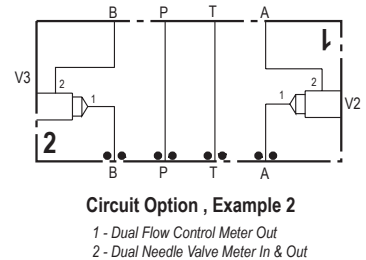 B P T A
1
V3
2
2
1
1
2
V2
2
B P T A
Circuit Option , Example 2
1 - Dual Flow Control Meter Out
2 - Dual Needle Valve Meter In & Out